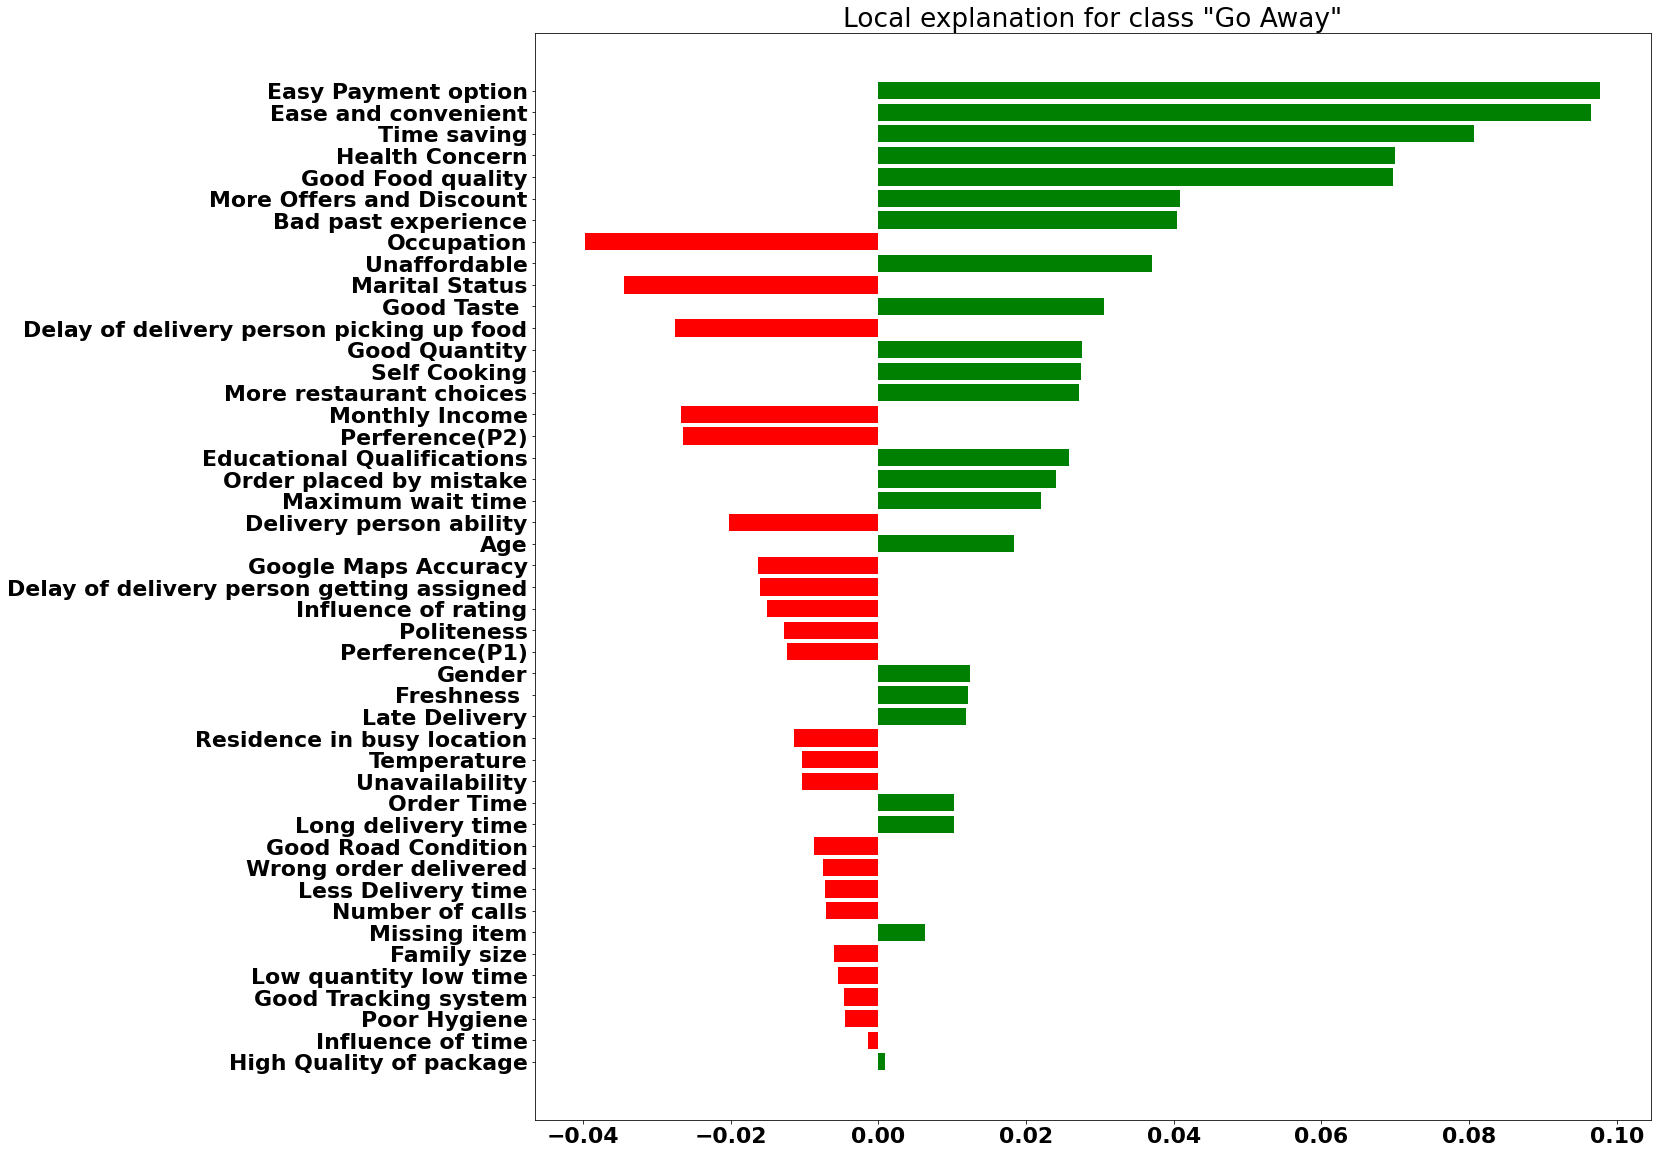 Local explanation for class "Go Away"
Easy Payment option
Ease and convenient
Time saving
Health Concern
Good Food quality
More Offers and Discount
Bad past experience
Occupation
Unaffordable
Marital Status
Good Taste
Delay of delivery person picking up food
Good Quantity
Self Cooking
More restaurant choices
Monthly Income
Perference(P2)
Educational Qualifications
Order placed by mistake
Maximum wait time
Delivery person ability
Age
Google Maps Accuracy
Delay of delivery person getting assigned
Influence of rating
Politeness
Perference(P1)
Gender
Freshness
Late Delivery
Residence in busy location
Temperature
Unavailability
Order Time
Long delivery time
Good Road Condition
Wrong order delivered
Less Delivery time
Number of calls
Missing item
Family size
Low quantity low time
Good Tracking system
Poor Hygiene
Influence of time
High Quality of package
−0.04 −0.02 0.00 0.02 0.04 0.06 0.08 0.10